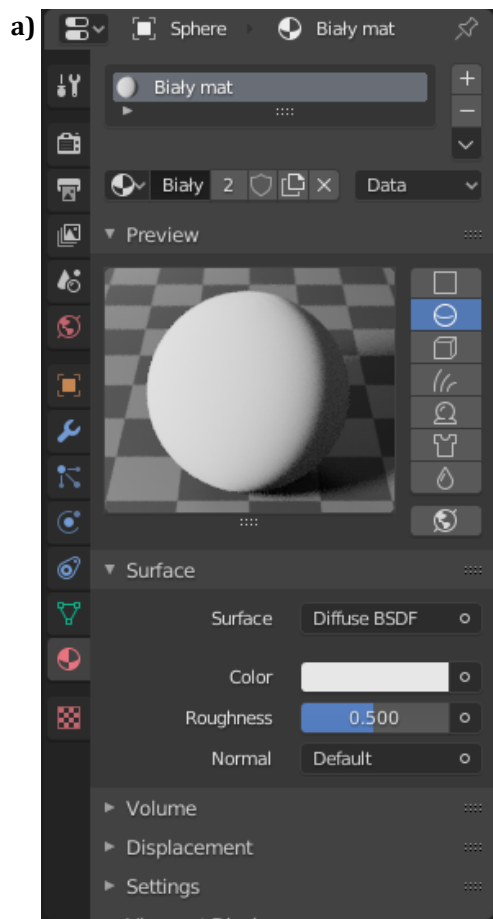 a) Sphere Biały mat
Biały mat
Biały 2 Data
Preview
Surface
Surface Diffuse BSDF
Color
Roughness 0.500
Normal Default
Volume
Displacement
Settings